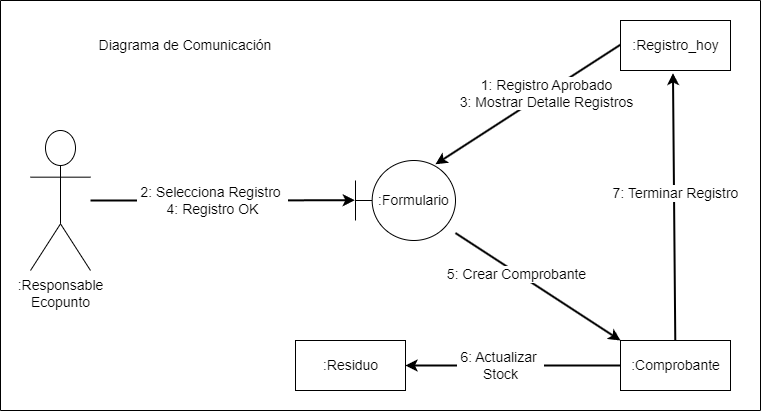 Diagrama de Comunicación
:Registro_hoy
1: Registro Aprobado
3: Mostrar Detalle Registros
2: Selecciona Registro
4: Registro OK
:Formulario
7: Terminar Registro
5: Crear Comprobante
:Responsable
Ecopunto
:Residuo
6: Actualizar
Stock
:Comprobante